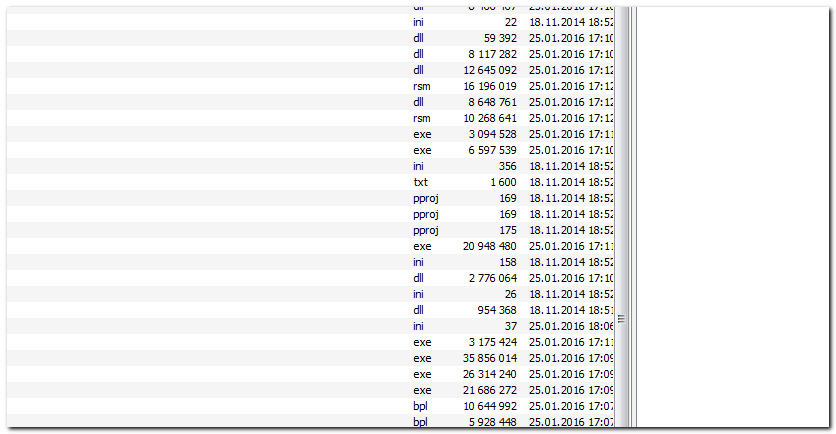 ini 22 18.11.2014 18:52
dll 59 392 25.01.2016 17:10
dll 8 117 282 25.01.2016 17:10
dll 12 645 092 25.01.2016 17:12
rsm 16 196 019 25.01.2016 17:12
dll 8 648 761 25.01.2016 17:12
rsm 10 268 641 25.01.2016 17:12
exe 3 094 528 25.01.2016 17:11
exe 6 597 539 25.01.2016 17:10
ini 356 18.11.2014 18:52
txt 1 600 18.11.2014 18:52
pproj 169 18.11.2014 18:52
pproj 169 18.11.2014 18:52
pproj 175 18.11.2014 18:52
exe 20 948 480 25.01.2016 17:11
ini 158 18.11.2014 18:52
dll 2 776 064 25.01.2016 17:10
ini 26 18.11.2014 18:52
dll 954 368 18.11.2014 18:51
ini 37 25.01.2016 18:06
exe 3 175 424 25.01.2016 17:11
exe 35 856 014 25.01.2016 17:09
exe 26 314 240 25.01.2016 17:09
exe 21 686 272 25.01.2016 17:09
bpl 10 644 992 25.01.2016 17:07
bpl 5 928 448 25.01.2016 17:07